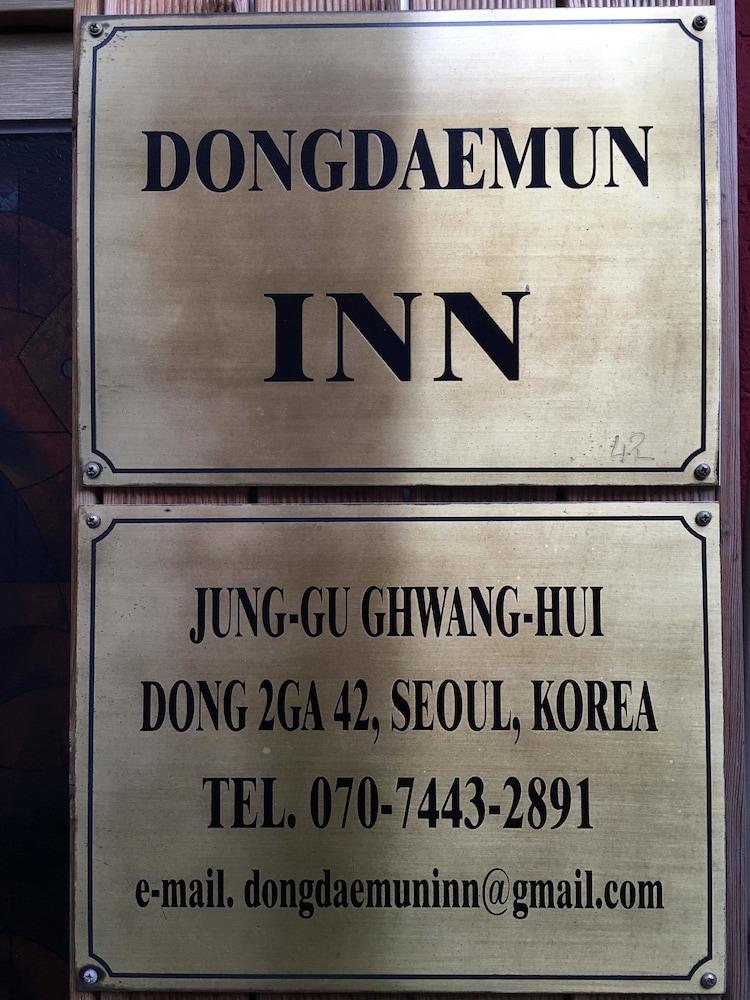 DONGDAEMUN
INN
42
JUNG-GU GHWANG-HUI
DONG 2GA 42, SEOUL, KOREA
TEL. 070-7443-2891
e-mail. dongdaemuninn@gmail.com